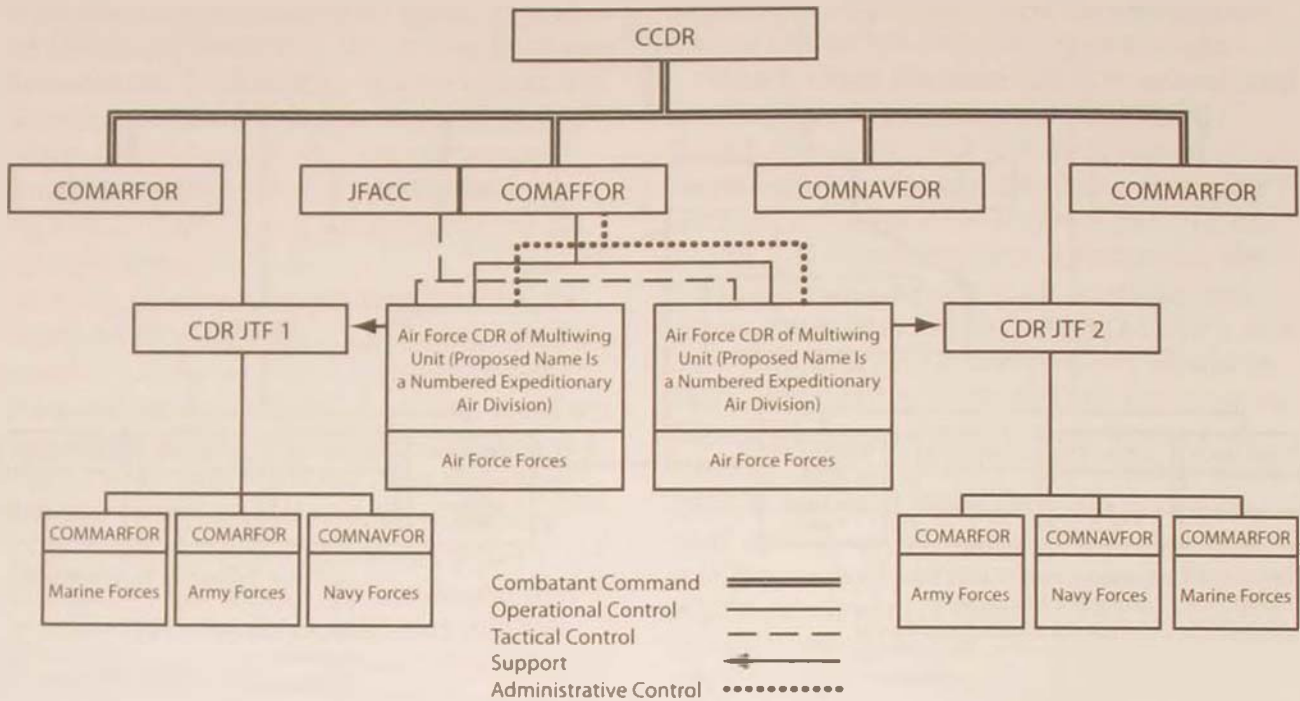 CCDR
COMARFOR
JFACC
COMAFFOR
COMNAVFOR
COMMARFOR
CDR JTF 1
Air Force CDR of Multiwing
Unit (Proposed Name Is
a Numbered Expeditionary
Air Division)
Air Force Forces
Air Force CDR of Multiwing
Unit (Proposed Name Is
a Numbered Expeditionary
Air Division)
Air Force Forces
CDR JTF 2
COMMARFOR
Marine Forces
COMARFOR
Army Forces
COMNAVFOR
Navy Forces
COMARFOR
Army Forces
COMNAVFOR
Navy Forces
COMMARFOR
Marine Forces
Combatant Command
Operational Control
Tactical Control
Support
Administrative Control